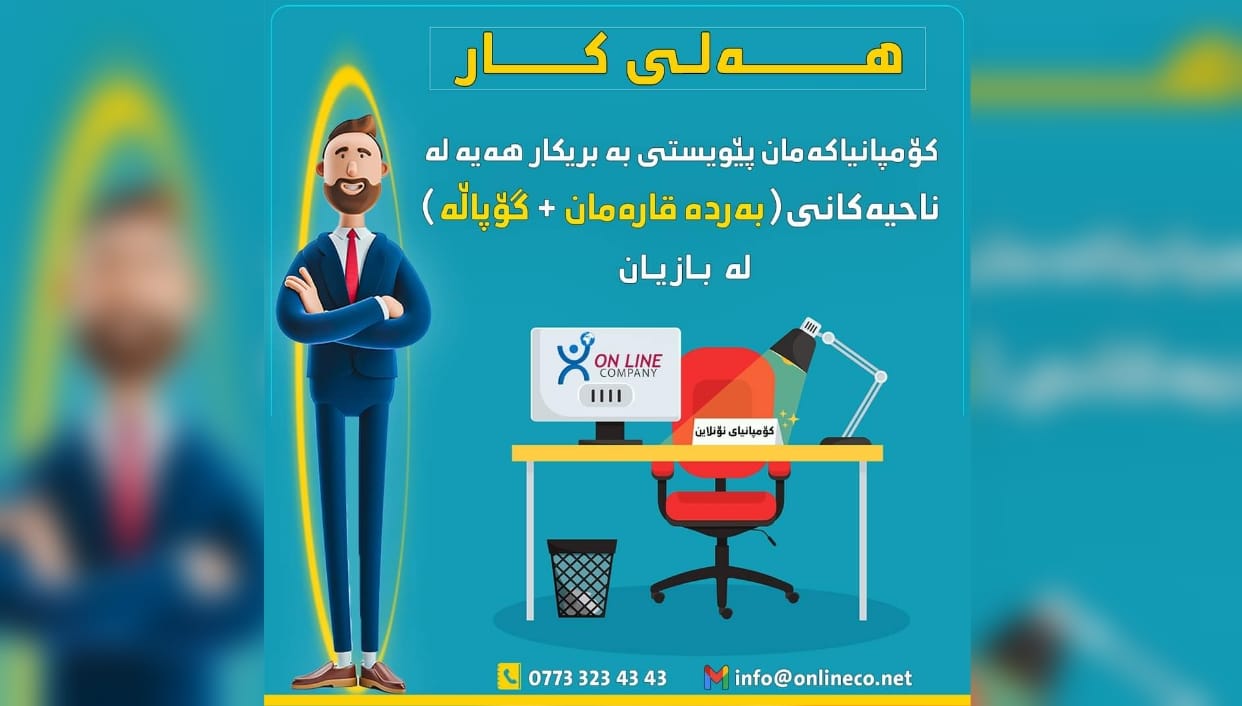 هەلی کار
کۆمپانیاکەمان پێویستی بە بریکار هەیە لە
ناحیەکانی (بەردە قارەمان + گۆپاڵە)
لە بازیان
ON LINE
COMPANY
کۆمپانیای ئۆنلاین
0773 323 43 43
info@onlineco.net